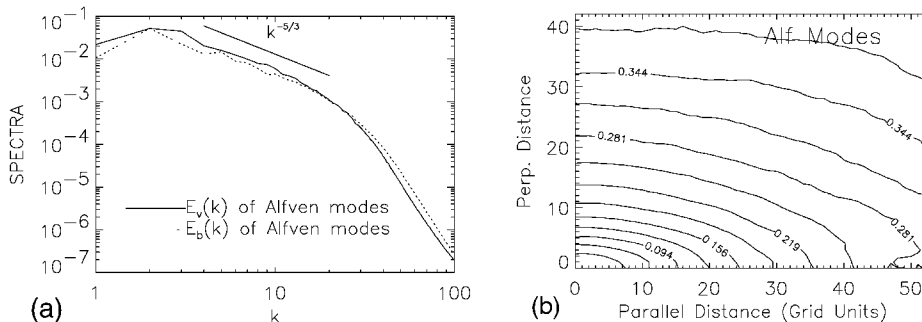 10⁻¹
10⁻²
10⁻³
10⁻⁴
10⁻⁵
10⁻⁶
10⁻⁷
SPECTRA
k⁻⁵/³
E_v(k) of Alfven modes
E_b(k) of Alfven modes
1 10 100
k
(a)
Alf. Modes
40
30
20
10
0
Perp. Distance
0.344
0.344
0.281
0.281
0.219
0.156
0.094
0 10 20 30 40 50
Parallel Distance (Grid Units)
(b)